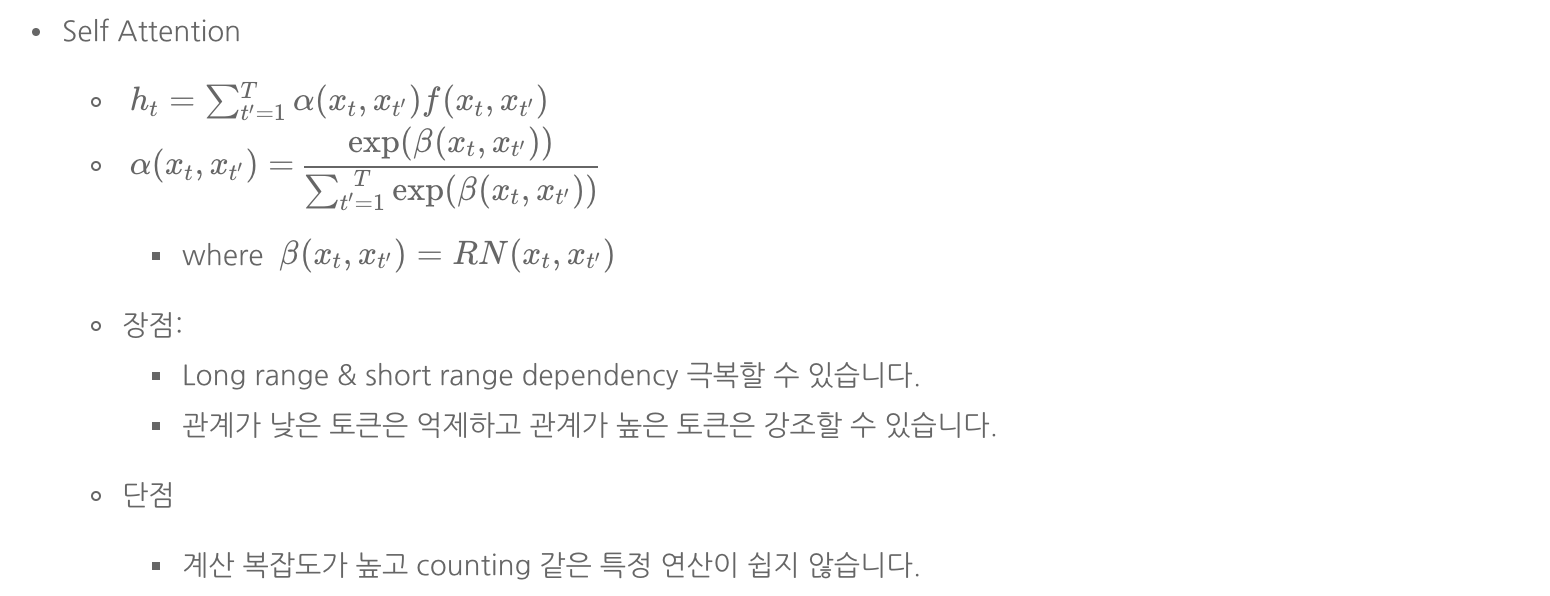 • Self Attention
◦ $h_t = \sum_{t'=1}^{T} \alpha(x_t, x_{t'}) f(x_t, x_{t'})$
◦ $\alpha(x_t, x_{t'}) = \dfrac{\exp(\beta(x_t, x_{t'}))}{\sum_{t'=1}^{T} \exp(\beta(x_t, x_{t'}))}$
▪ where $\beta(x_t, x_{t'}) = RN(x_t, x_{t'})$
◦ 장점:
▪ Long range & short range dependency 극복할 수 있습니다.
▪ 관계가 낮은 토큰은 억제하고 관계가 높은 토큰은 강조할 수 있습니다.
◦ 단점
▪ 계산 복잡도가 높고 counting 같은 특정 연산이 쉽지 않습니다.